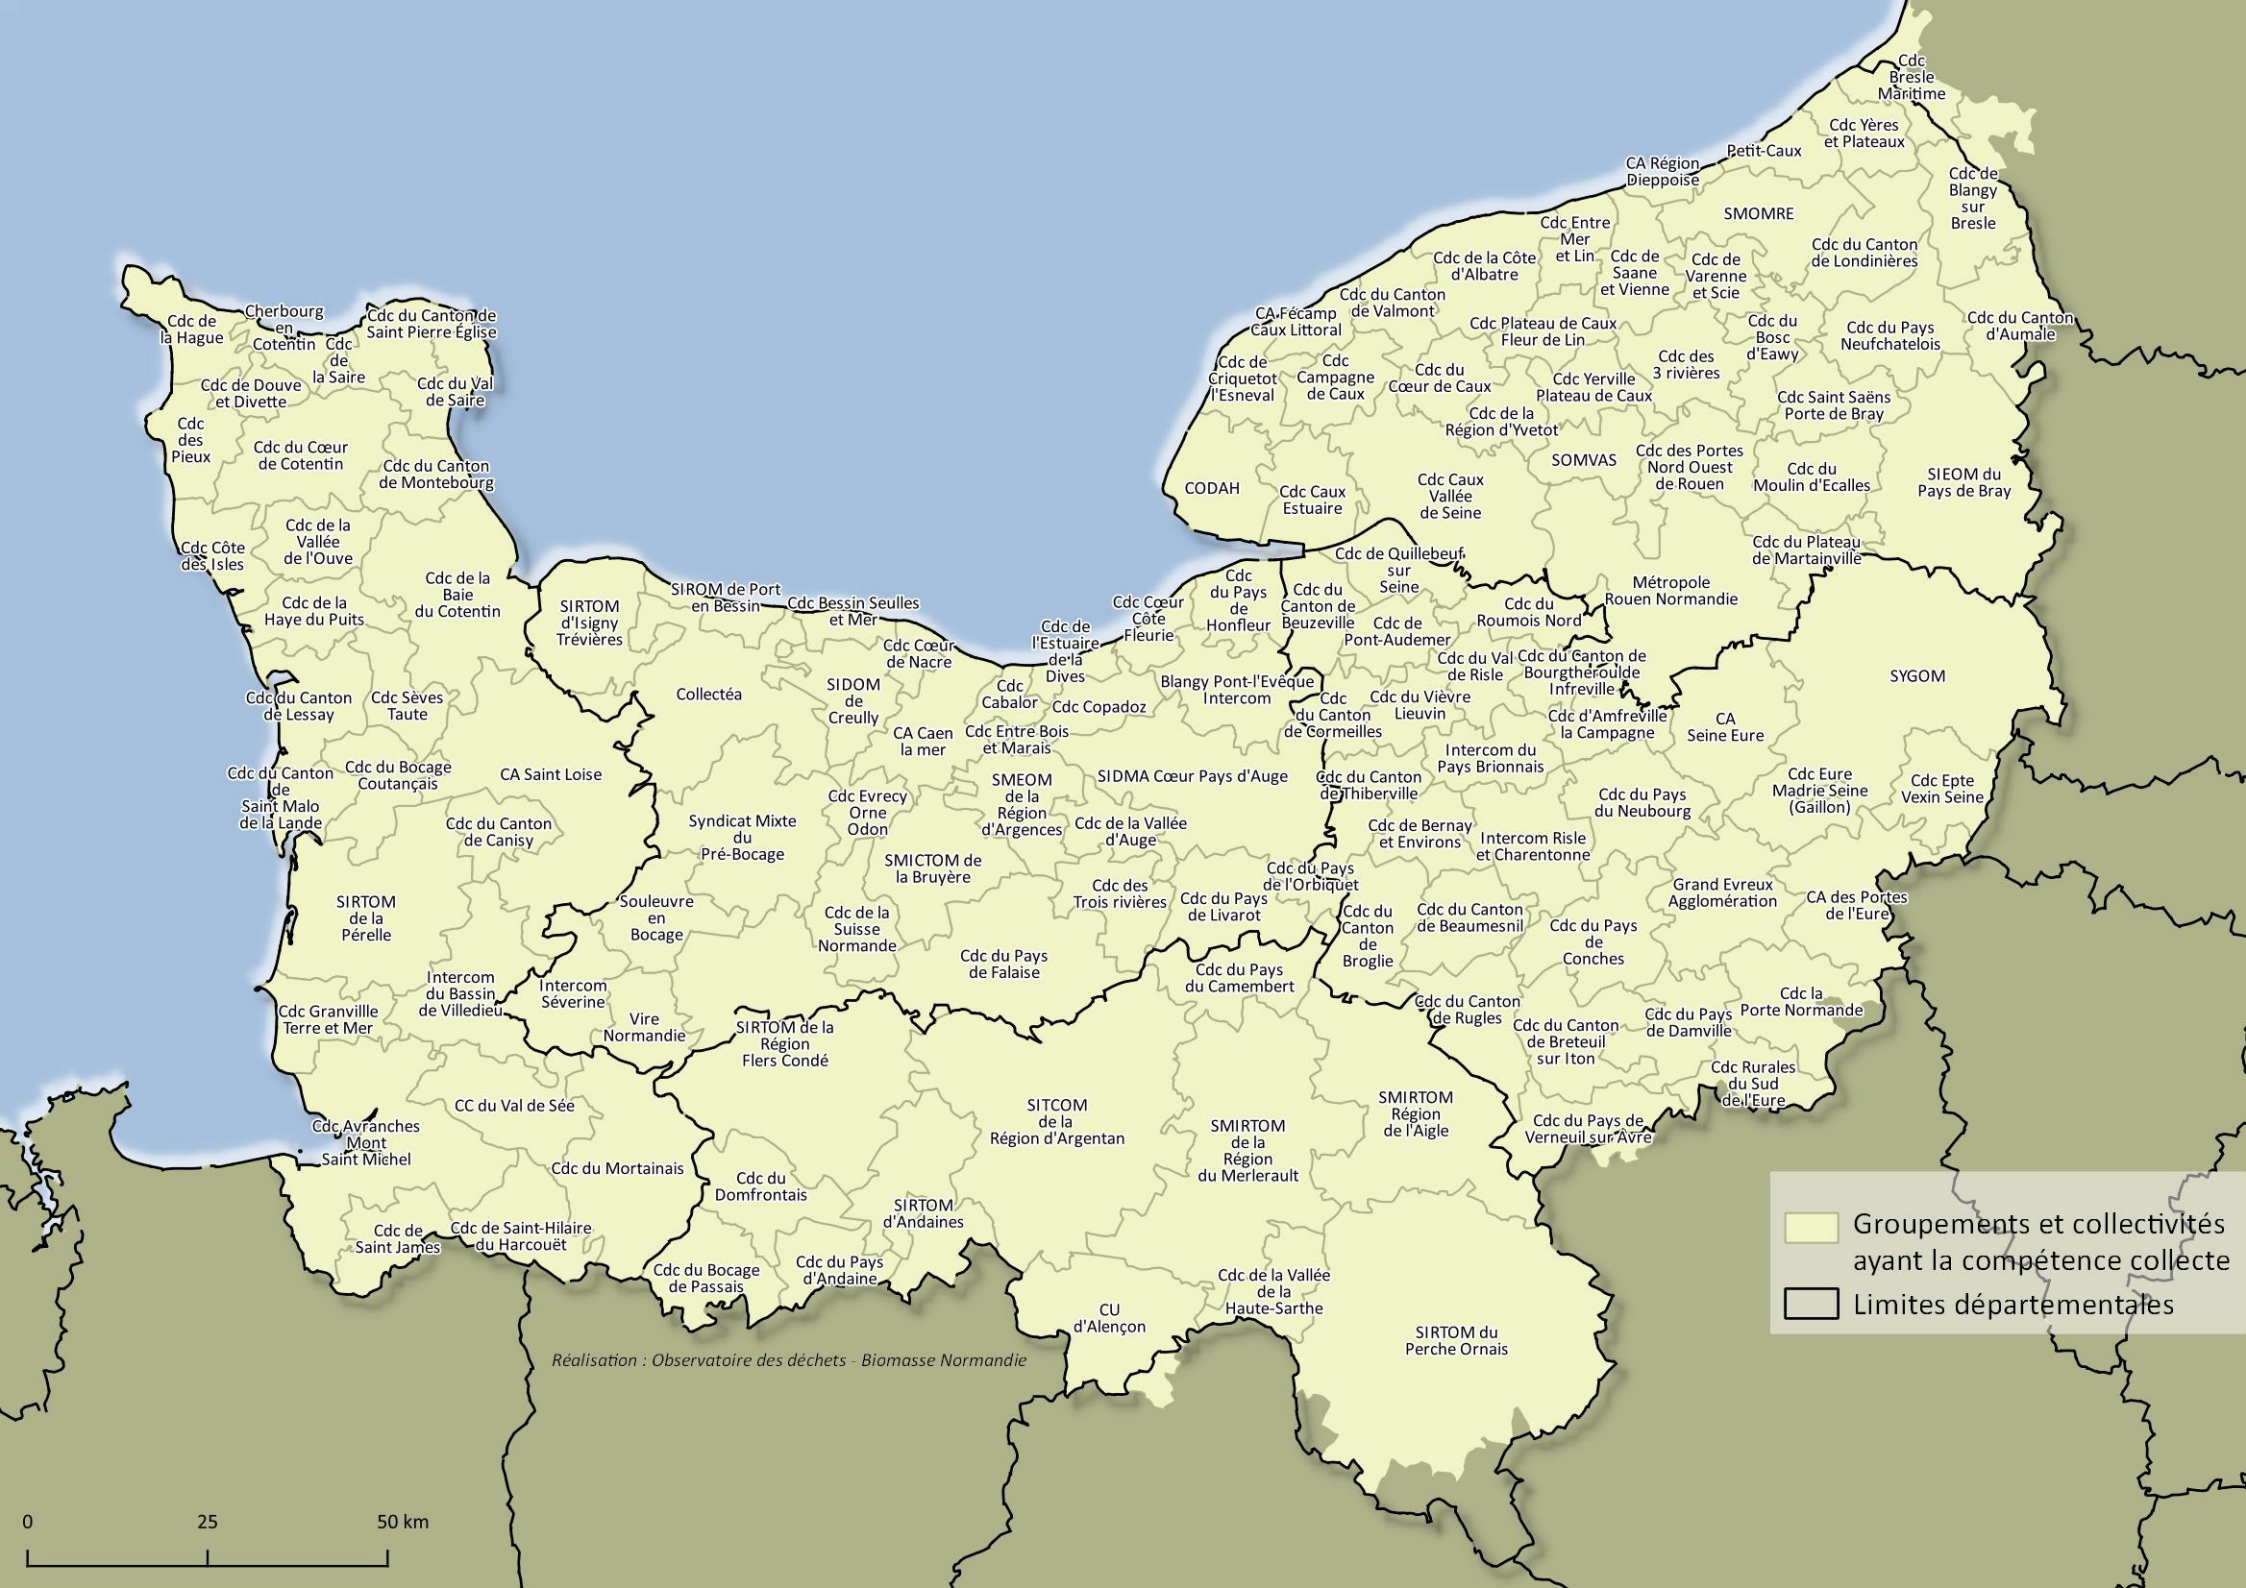 Cdc
Bresle
Maritime
Cdc Yères
et Plateaux
Petit-Caux
CA Région
Dieppoise
Cdc de
Blangy
sur
Bresle
SMOMRE
Cdc Entre
Mer
et Lin
Cdc du Canton
de Londinières
Cdc de la Côte
d'Albatre
Cdc de
Saane
et Vienne
Cdc de
Varenne
et Scie
Cdc du Canton
de Valmont
CA Fécamp
Caux Littoral
Cdc Plateau de Caux
Fleur de Lin
Cdc du
Bosc
d'Eawy
Cdc du Pays
Neufchatelois
Cdc du Canton
d'Aumale
Cdc de
Criquetot
l'Esneval
Cdc
Campagne
de Caux
Cdc du
Cœur de Caux
Cdc Yerville
Plateau de Caux
Cdc des
3 rivières
Cdc Saint Saëns
Porte de Bray
Cdc de la
Région d'Yvetot
SOMVAS
Cdc des Portes
Nord Ouest
de Rouen
Cdc du
Moulin d'Ecalles
SIEOM du
Pays de Bray
CODAH
Cdc Caux
Estuaire
Cdc Caux
Vallée
de Seine
Cdc du Plateau
de Martainville
Métropole
Rouen Normandie
Cdc de
la Hague
Cherbourg
en
Cotentin
Cdc
de
la Saire
Cdc du Canton de
Saint Pierre Église
Cdc de Douve
et Divette
Cdc du Val
de Saire
Cdc
des
Pieux
Cdc du Cœur
de Cotentin
Cdc du Canton
de Montebourg
Cdc Côte
des Isles
Cdc de la
Vallée
de l'Ouve
Cdc de la
Baie
du Cotentin
Cdc de la
Haye du Puits
Cdc du Canton
de Lessay
Cdc Sèves
Taute
Cdc du Canton
de
Saint Malo
de la Lande
Cdc du Bocage
Coutançais
CA Saint Loise
Cdc du Canton
de Canisy
SIRTOM
de la
Pérelle
Intercom
du Bassin
de Villedieu
Cdc Granvillle
Terre et Mer
CC du Val de Sée
Cdc Avranches
Mont
Saint Michel
Cdc du Mortainais
Cdc de
Saint James
Cdc de Saint-Hilaire
du Harcouët
SIRTOM
d'Isigny
Trévières
SIROM de Port
en Bessin
Cdc Bessin Seulles
et Mer
Cdc Cœur
de Nacre
Cdc de
l'Estuaire
de la
Dives
Cdc Cœur
Côte
Fleurie
Cdc
du Pays
de
Honfleur
Collectéa
SIDOM
de
Creully
CA Caen
la mer
Cdc
Cabalor
Cdc Copadoz
Blangy Pont-l'Evêque
Intercom
Cdc Entre Bois
et Marais
SIDMA Cœur Pays d'Auge
SMEOM
de la
Région
d'Argences
Cdc Evrecy
Orne
Odon
Syndicat Mixte
du
Pré-Bocage
Cdc de la Vallée
d'Auge
SMICTOM de
la Bruyère
Cdc du Pays
de l'Orbiquet
Cdc des
Trois rivières
Cdc du Pays
de Livarot
Souleuvre
en
Bocage
Cdc de la
Suisse
Normande
Cdc du Pays
de Falaise
Intercom
Séverine
Vire
Normandie
Cdc de Quillebeuf
sur
Seine
Cdc du
Canton de
Beuzeville
Cdc de
Pont-Audemer
Cdc du
Roumois Nord
Cdc du Val
de Risle
Cdc du Canton de
Bourgtheroulde
Infreville
SYGOM
Cdc
du Canton
de Cormeilles
Cdc du Vièvre
Lieuvin
Cdc d'Amfreville
la Campagne
CA
Seine Eure
Intercom du
Pays Brionnais
Cdc du Canton
de Thiberville
Cdc du Pays
du Neubourg
Cdc Eure
Madrie Seine
(Gaillon)
Cdc Epte
Vexin Seine
Cdc de Bernay
et Environs
Intercom Risle
et Charentonne
Grand Evreux
Agglomération
CA des Portes
de l'Eure
Cdc du
Canton
de
Broglie
Cdc du Canton
de Beaumesnil
Cdc du Pays
de
Conches
Cdc du Canton
de Rugles
Cdc du Canton
de Breteuil
sur Iton
Cdc du Pays
de Damville
Cdc la
Porte Normande
Cdc Rurales
du Sud
de l'Eure
Cdc du Pays de
Verneuil sur Avre
Cdc du Pays
du Camembert
SIRTOM de la
Région
Flers Condé
SITCOM
de la
Région d'Argentan
SMIRTOM
de la
Région
du Merlerault
SMIRTOM
Région
de l'Aigle
Cdc du
Domfrontais
SIRTOM
d'Andaines
Cdc du Bocage
de Passais
Cdc du Pays
d'Andaine
CU
d'Alençon
Cdc de la Vallée
de la
Haute-Sarthe
SIRTOM du
Perche Ornais
Groupements et collectivités
ayant la compétence collecte
Limites départementales
Réalisation : Observatoire des déchets - Biomasse Normandie
0 25 50 km